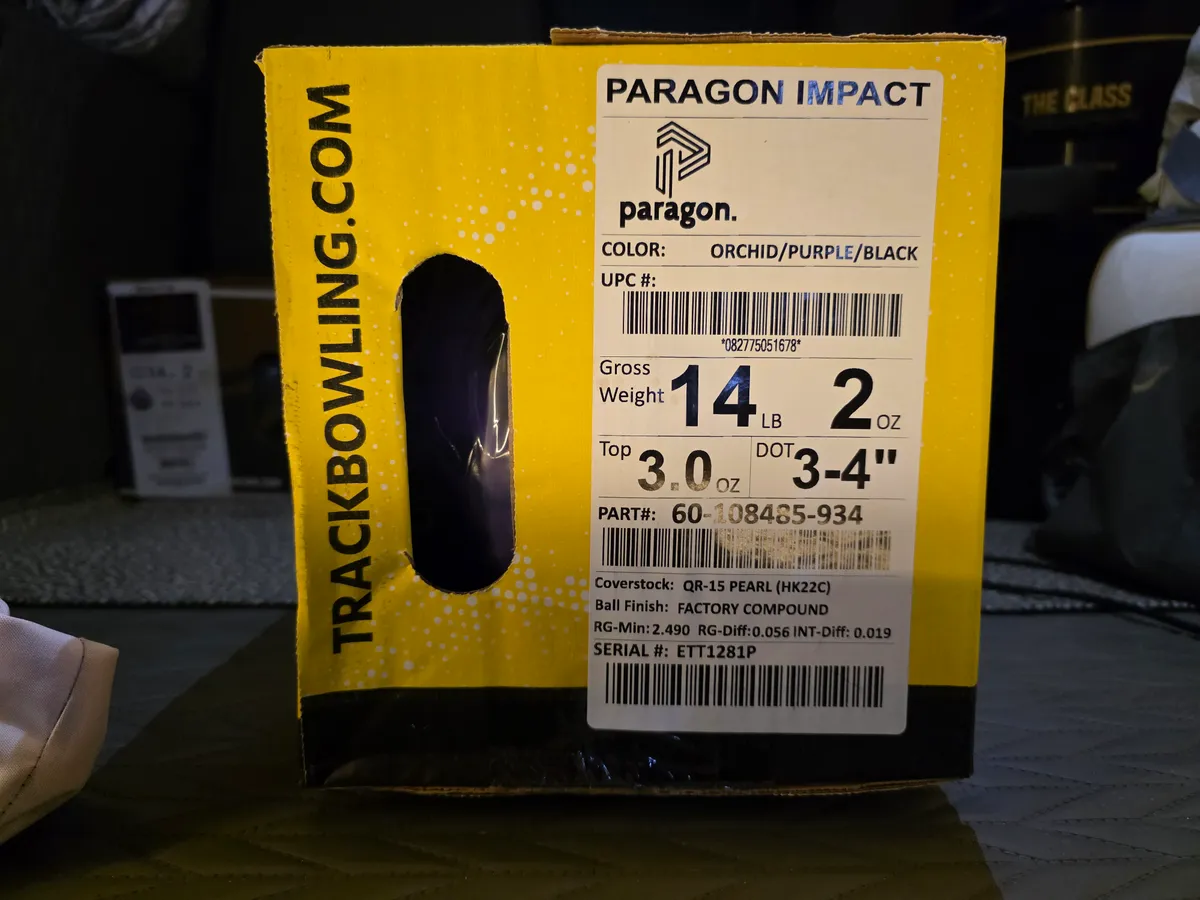 TRACKBOWLING.COM
PARAGON IMPACT
paragon.
COLOR: ORCHID/PURPLE/BLACK
UPC #:
*082775051678*
Gross Weight 14 LB 2 OZ
Top 3.0 OZ DOT 3-4"
PART#: 60-108485-934
Coverstock: QR-15 PEARL (HK22C)
Ball Finish: FACTORY COMPOUND
RG-Min: 2.490 RG-Diff: 0.056 INT-Diff: 0.019
SERIAL #: ETT1281P
THE CLASS